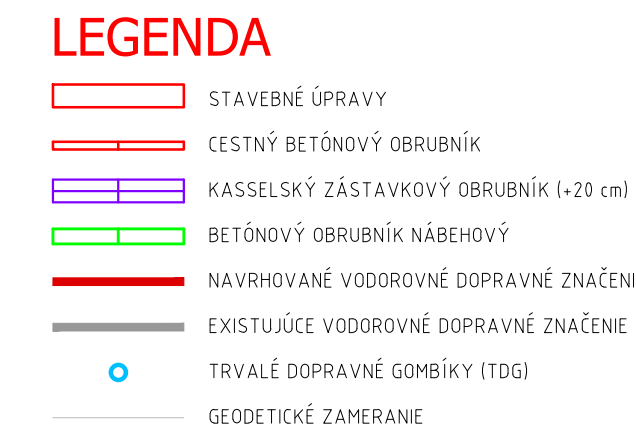 LEGENDA
STAVEBNÉ ÚPRAVY
CESTNÝ BETÓNOVÝ OBRUBNÍK
KASSELSKÝ ZÁSTAVKOVÝ OBRUBNÍK (+20 cm)
BETÓNOVÝ OBRUBNÍK NÁBEHOVÝ
NAVRHOVANÉ VODOROVNÉ DOPRAVNÉ ZNAČENI
EXISTUJÚCE VODOROVNÉ DOPRAVNÉ ZNAČENIE
TRVALÉ DOPRAVNÉ GOMBÍKY (TDG)
GEODETICKÉ ZAMERANIE